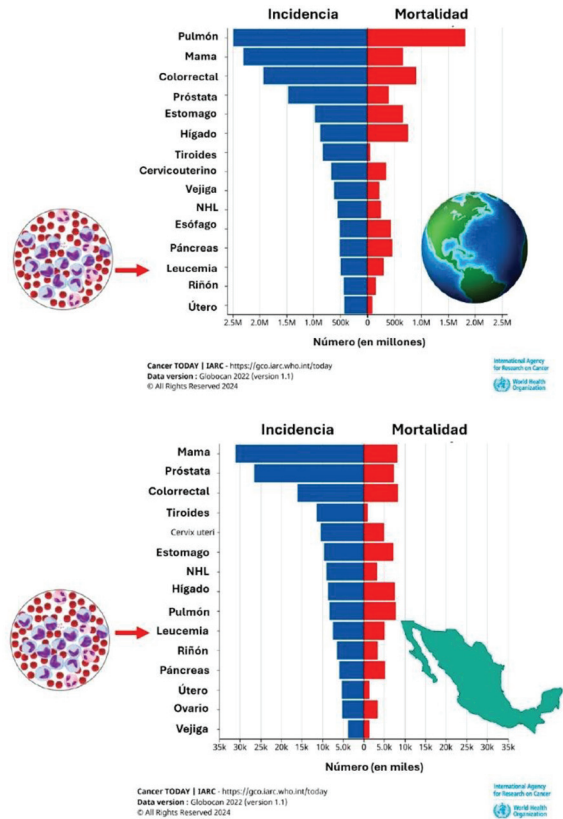 Incidencia Mortalidad
Pulmón
Mama
Colorrectal
Próstata
Estomago
Hígado
Tiroides
Cervicouterino
Vejiga
NHL
Esófago
Páncreas
Leucemia
Riñón
Útero
2.5M 2.0M 1.5M 1.0M 500k 0 500k 1.0M 1.5M 2.0M 2.5M
Número (en millones)
Cancer TODAY | IARC - https://gco.iarc.who.int/today
Data version : Globocan 2022 (version 1.1)
© All Rights Reserved 2024
International Agency
for Research on Cancer
World Health
Organization
Incidencia Mortalidad
Mama
Próstata
Colorrectal
Tiroides
Cervix uteri
Estomago
NHL
Hígado
Pulmón
Leucemia
Riñón
Páncreas
Útero
Ovario
Vejiga
35k 30k 25k 20k 15k 10k 5.0k 0 5.0k 10k 15k 20k 25k 30k 35k
Número (en miles)
Cancer TODAY | IARC - https://gco.iarc.who.int/today
Data version : Globocan 2022 (version 1.1)
© All Rights Reserved 2024
International Agency
for Research on Cancer
World Health
Organization